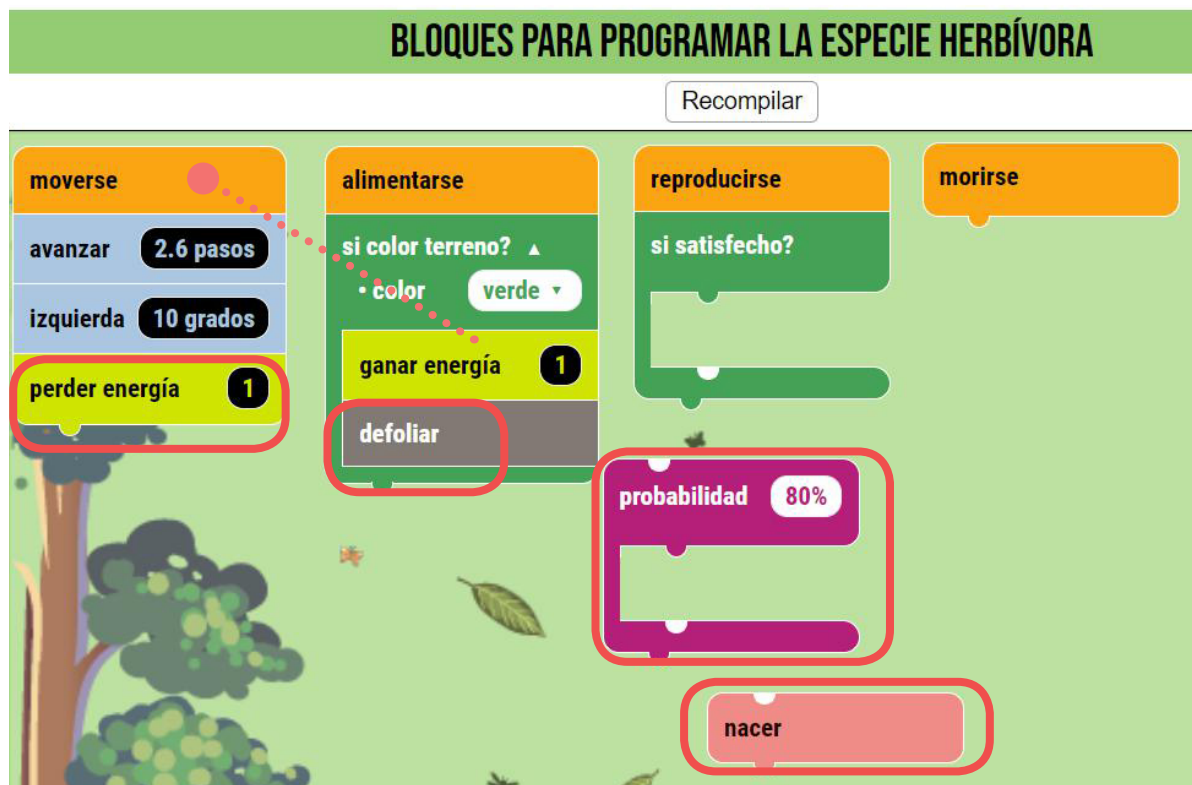 BLOQUES PARA PROGRAMAR LA ESPECIE HERBÍVORA
Recompilar
moverse
avanzar 2.6 pasos
izquierda 10 grados
perder energía 1
alimentarse
si color terreno? ▲
• color verde ▼
ganar energía 1
defoliar
reproducirse
si satisfecho?
probabilidad 80%
nacer
morirse